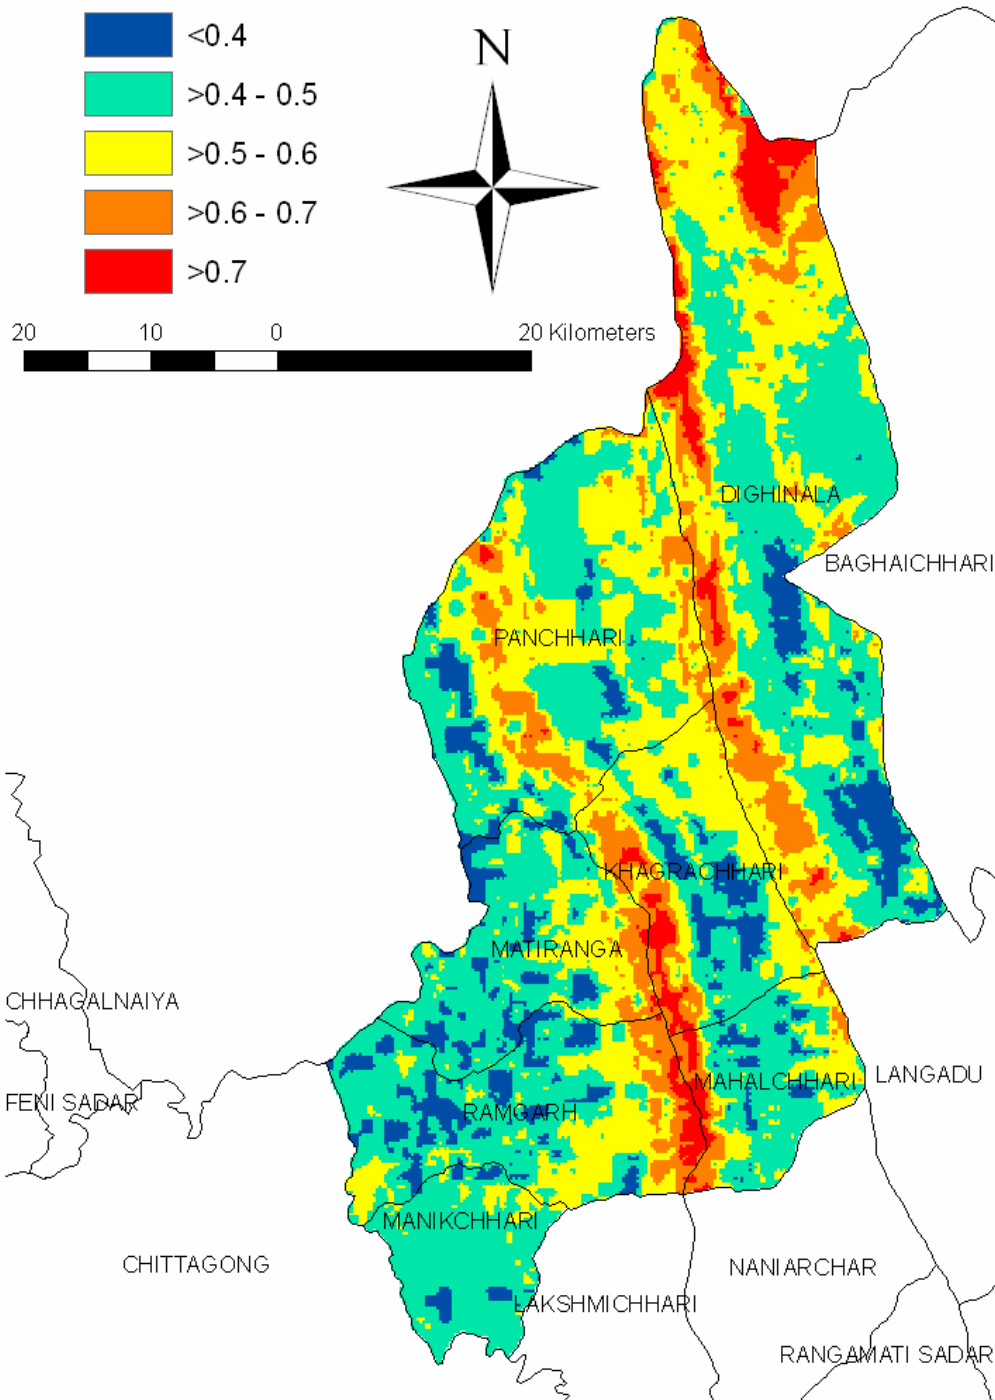 <0.4
>0.4 - 0.5
>0.5 - 0.6
>0.6 - 0.7
>0.7
N
20 10 0 20 Kilometers
DIGHINALA
BAGHAICHHARI
PANCHHARI
KHAGRACHHARI
MATIRANGA
CHHAGALNAIYA
MAHALCHHARI
LANGADU
FENI SADAR
RAMGARH
MANIKCHHARI
CHITTAGONG
NANIARCHAR
LAKSHMICHHARI
RANGAMATI SADAR